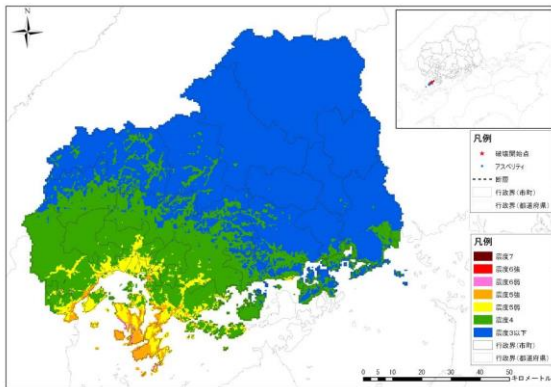 N
凡例
破壊開始点
アスペリティ
断層
行政界(市町)
行政界(都道府県)
凡例
震度7
震度6強
震度6弱
震度5強
震度5弱
震度4
震度3以下
行政界(市町)
行政界(都道府県)
0 5 10 20 30 40 50
キロメートル